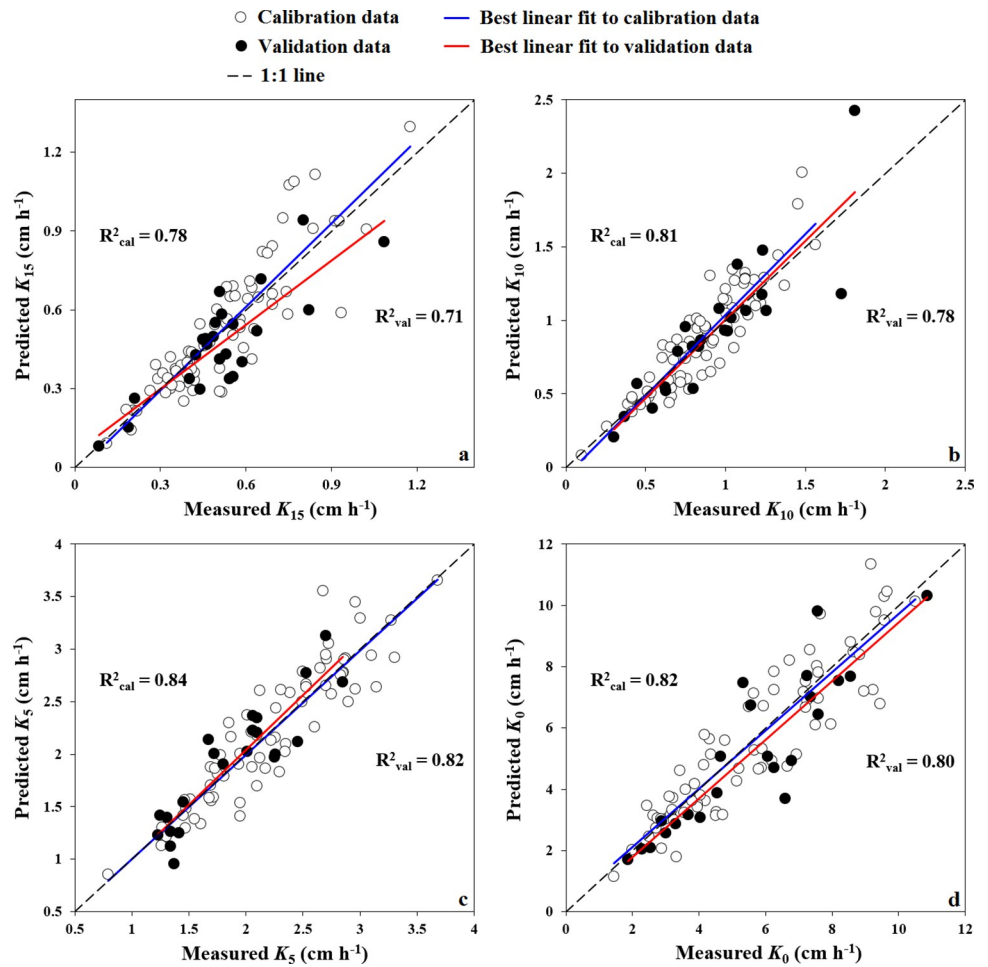 Calibration data
Best linear fit to calibration data
Validation data
Best linear fit to validation data
1:1 line
Predicted K15 (cm h-1)
1.2
0.9
0.6
0.3
0
R²cal = 0.78
R²val = 0.71
a
0 0.3 0.6 0.9 1.2
Measured K15 (cm h-1)
Predicted K10 (cm h-1)
2.5
2
1.5
1
0.5
0
R²cal = 0.81
R²val = 0.78
b
0 0.5 1 1.5 2 2.5
Measured K10 (cm h-1)
Predicted K5 (cm h-1)
4
3.5
3
2.5
2
1.5
1
0.5
R²cal = 0.84
R²val = 0.82
c
0.5 1 1.5 2 2.5 3 3.5 4
Measured K5 (cm h-1)
Predicted K0 (cm h-1)
12
10
8
6
4
2
0
R²cal = 0.82
R²val = 0.80
d
0 2 4 6 8 10 12
Measured K0 (cm h-1)